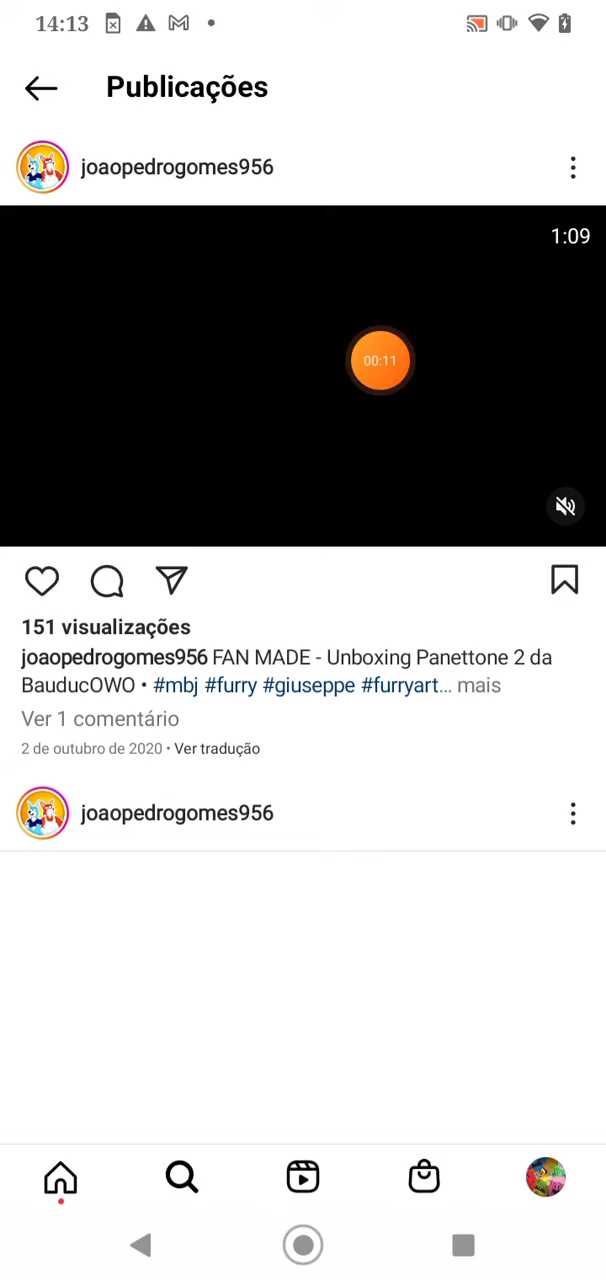 14:13
Publicações
joaopedrogomes956
1:09
00:11
151 visualizações
joaopedrogomes956 FAN MADE - Unboxing Panettone 2 da
BauducOWO • #mbj #furry #giuseppe #furryart... mais
Ver 1 comentário
2 de outubro de 2020 • Ver tradução
joaopedrogomes956